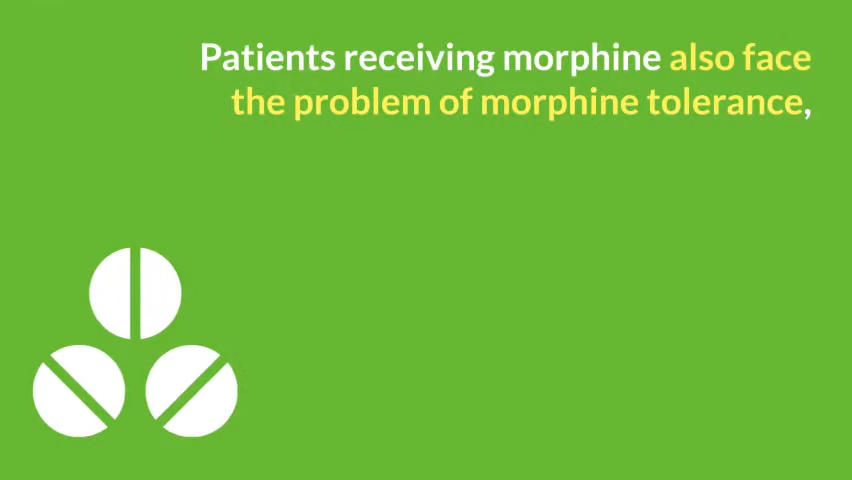 Patients receiving morphine also face
the problem of morphine tolerance,